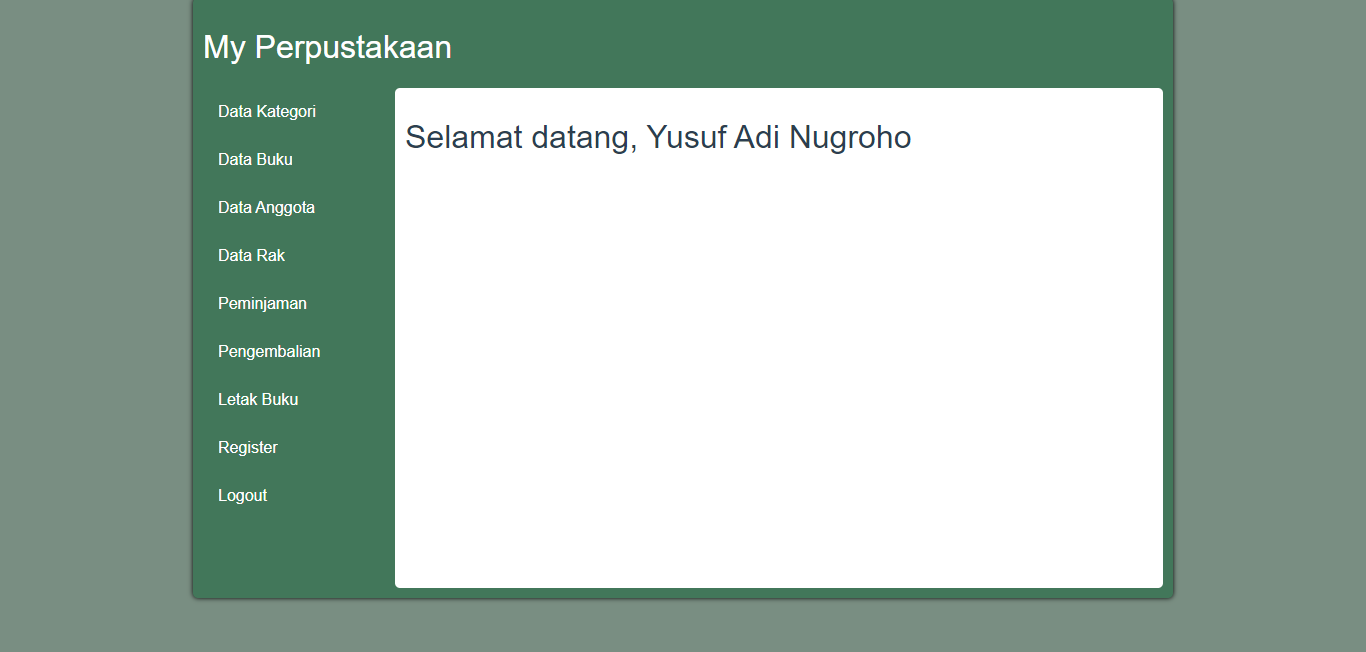 My Perpustakaan
Data Kategori
Data Buku
Data Anggota
Data Rak
Peminjaman
Pengembalian
Letak Buku
Register
Logout
Selamat datang, Yusuf Adi Nugroho